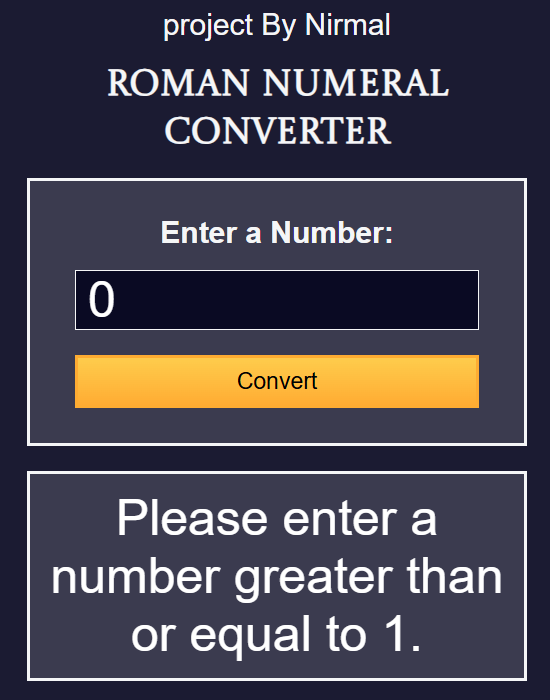 project By Nirmal
ROMAN NUMERAL
CONVERTER
Enter a Number:
0
Convert
Please enter a
number greater than
or equal to 1.